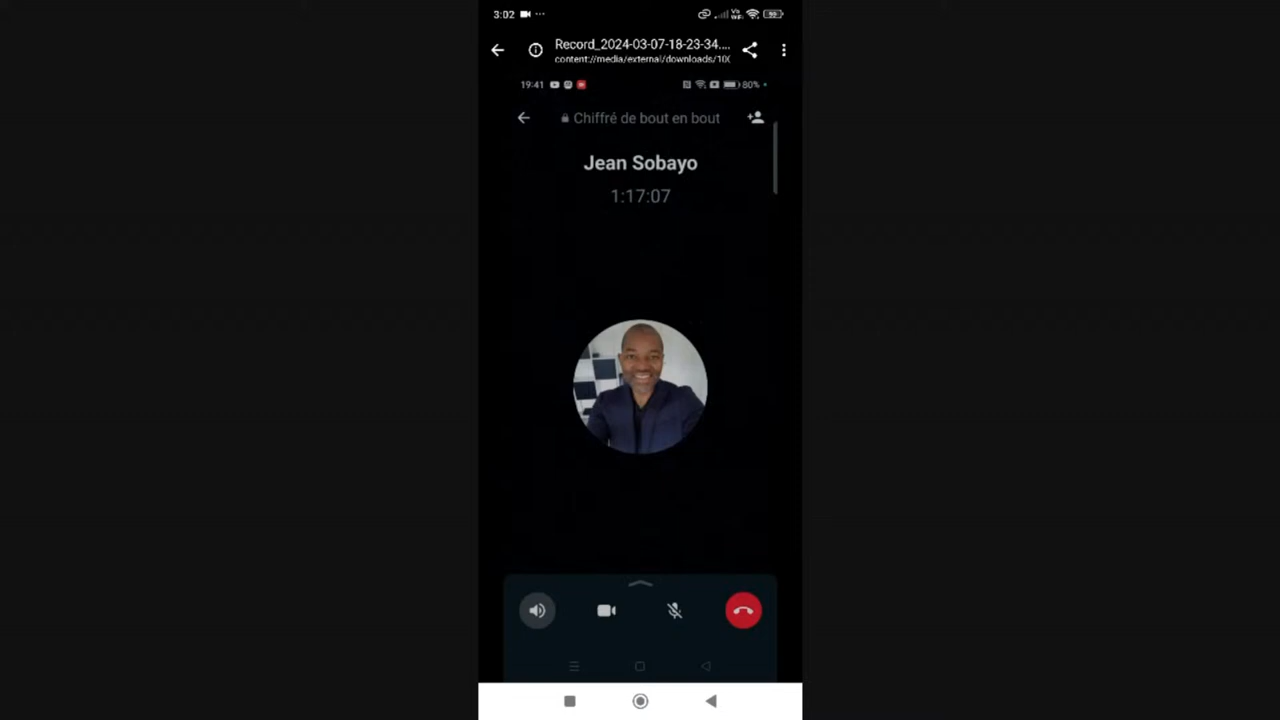 3:02
Record_2024-03-07-18-23-34....
content://media/external/downloads/10(
19:41
80%
Chiffré de bout en bout
Jean Sobayo
1:17:07